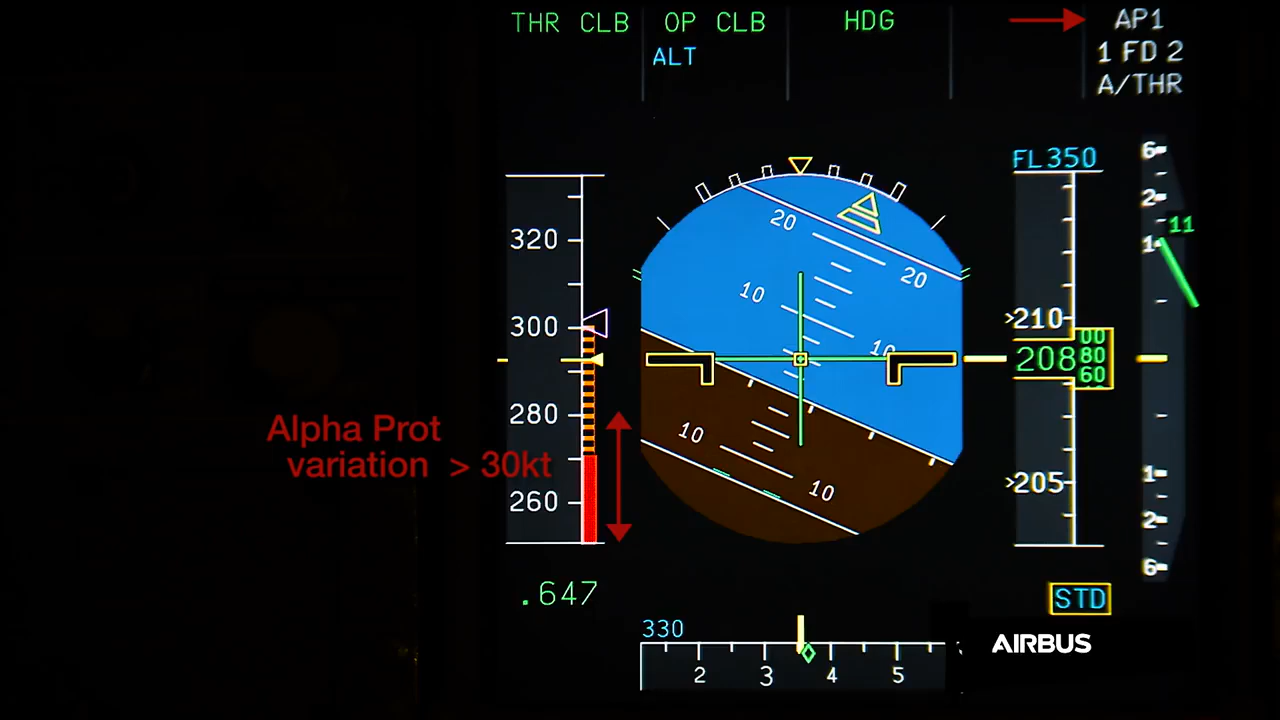 THR CLB OP CLB HDG AP1
ALT 1 FD 2
A/THR
FL350
6
2
11
1
20
320
20
10
>210
300
10
00
208 80
60
280
Alpha Prot
variation > 30kt
10
10
1
>205
260
2
6
.647
STD
330
AIRBUS
2 3 4 5